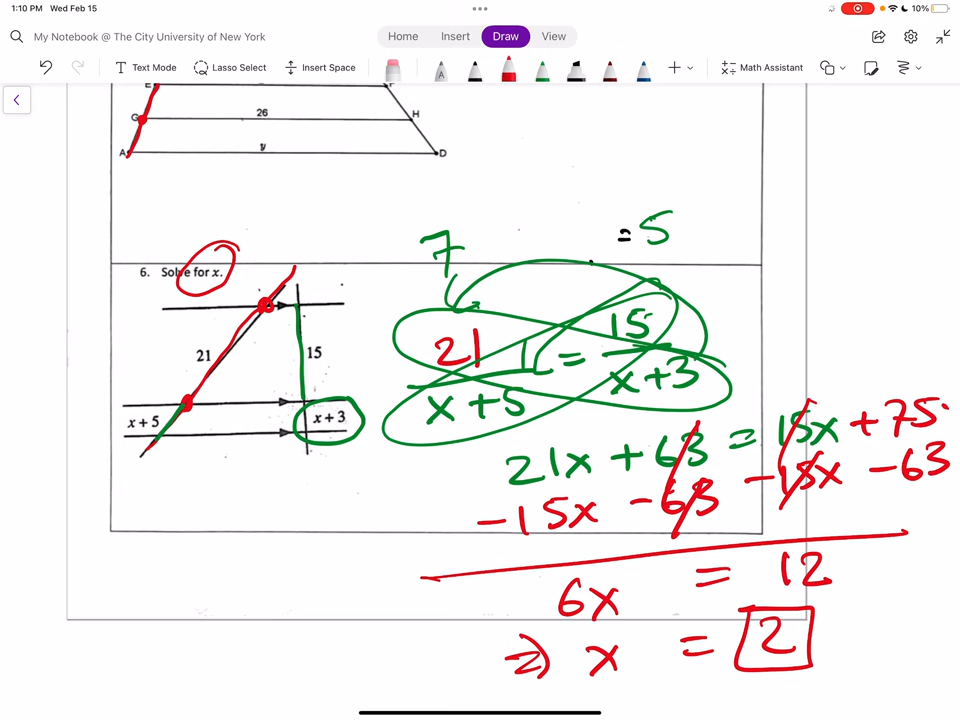 1:10 PM Wed Feb 15
10%
My Notebook @ The City University of New York
Home Insert Draw View
Text Mode Lasso Select Insert Space Math Assistant
E F
G 26 H
A y D
7 = 5
6. Solve for x.
21 15
x + 5 x + 3
21 = 15
x + 5 x + 3
21x + 63 = 15x + 75
- 15x - 63 - 15x - 63
6x = 12
⇒ x = 2